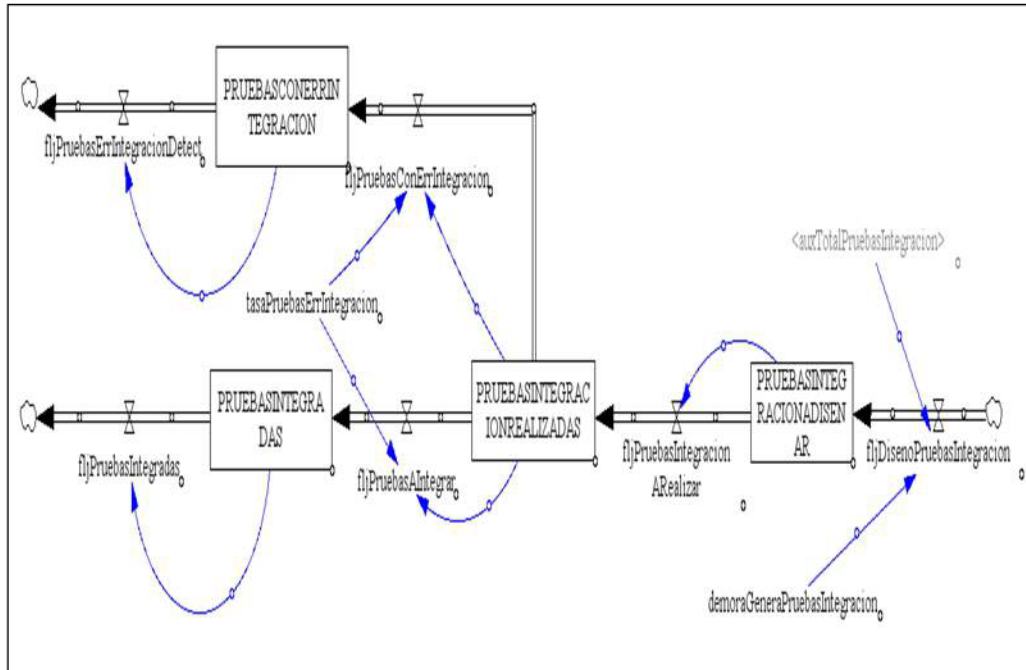 PRUEBASCONERRIN
TEGRACION
fljPruebasErrIntegracionDetect
fljPruebasConErrIntegracion
<auxTotalPruebasIntegracion>
tasaPruebasErrIntegracion
PRUEBASINTEGRA
DAS
PRUEBASINTEGRAC
IONREALIZADAS
PRUEBASINTEG
RACIONADISEN
AR
fljPruebasIntegradas
fljPruebasAIntegrar
fljPruebasIntegracion
ARealizar
fljDisenoPruebasIntegracion
demoraGeneraPruebasIntegracion